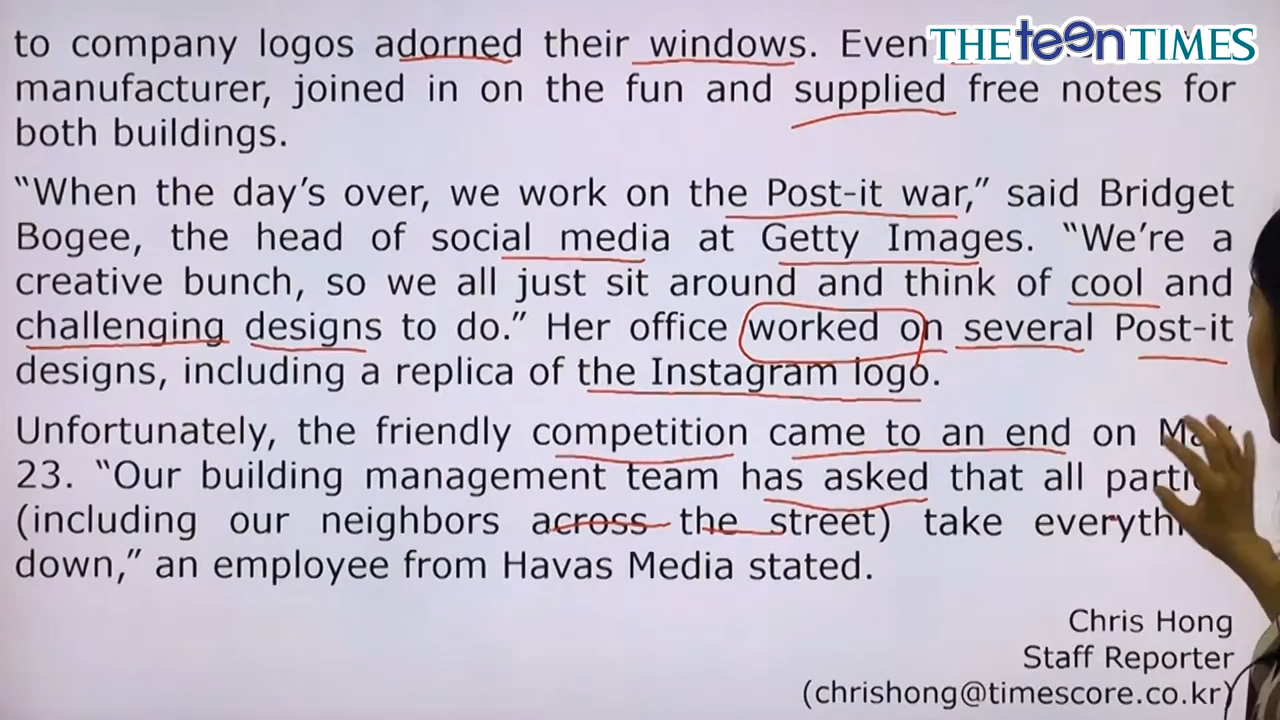 THE teen TIMES
to company logos adorned their windows. Even
manufacturer, joined in on the fun and supplied free notes for
both buildings.
“When the day’s over, we work on the Post-it war,” said Bridget
Bogee, the head of social media at Getty Images. “We’re a
creative bunch, so we all just sit around and think of cool and
challenging designs to do.” Her office worked on several Post-it
designs, including a replica of the Instagram logo.
Unfortunately, the friendly competition came to an end on May
23. “Our building management team has asked that all
(including our neighbors across the street) take
down,” an employee from Havas Media stated.
Chris Hong
Staff Reporter
(chrishong@timescore.co.kr)